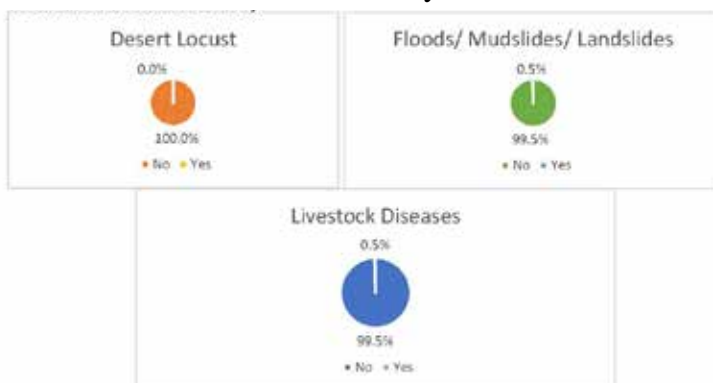 Desert Locust
0.0%
100.0%
No Yes
Floods/ Mudslides/ Landslides
0.5%
99.5%
No Yes
Livestock Diseases
0.5%
99.5%
No Yes